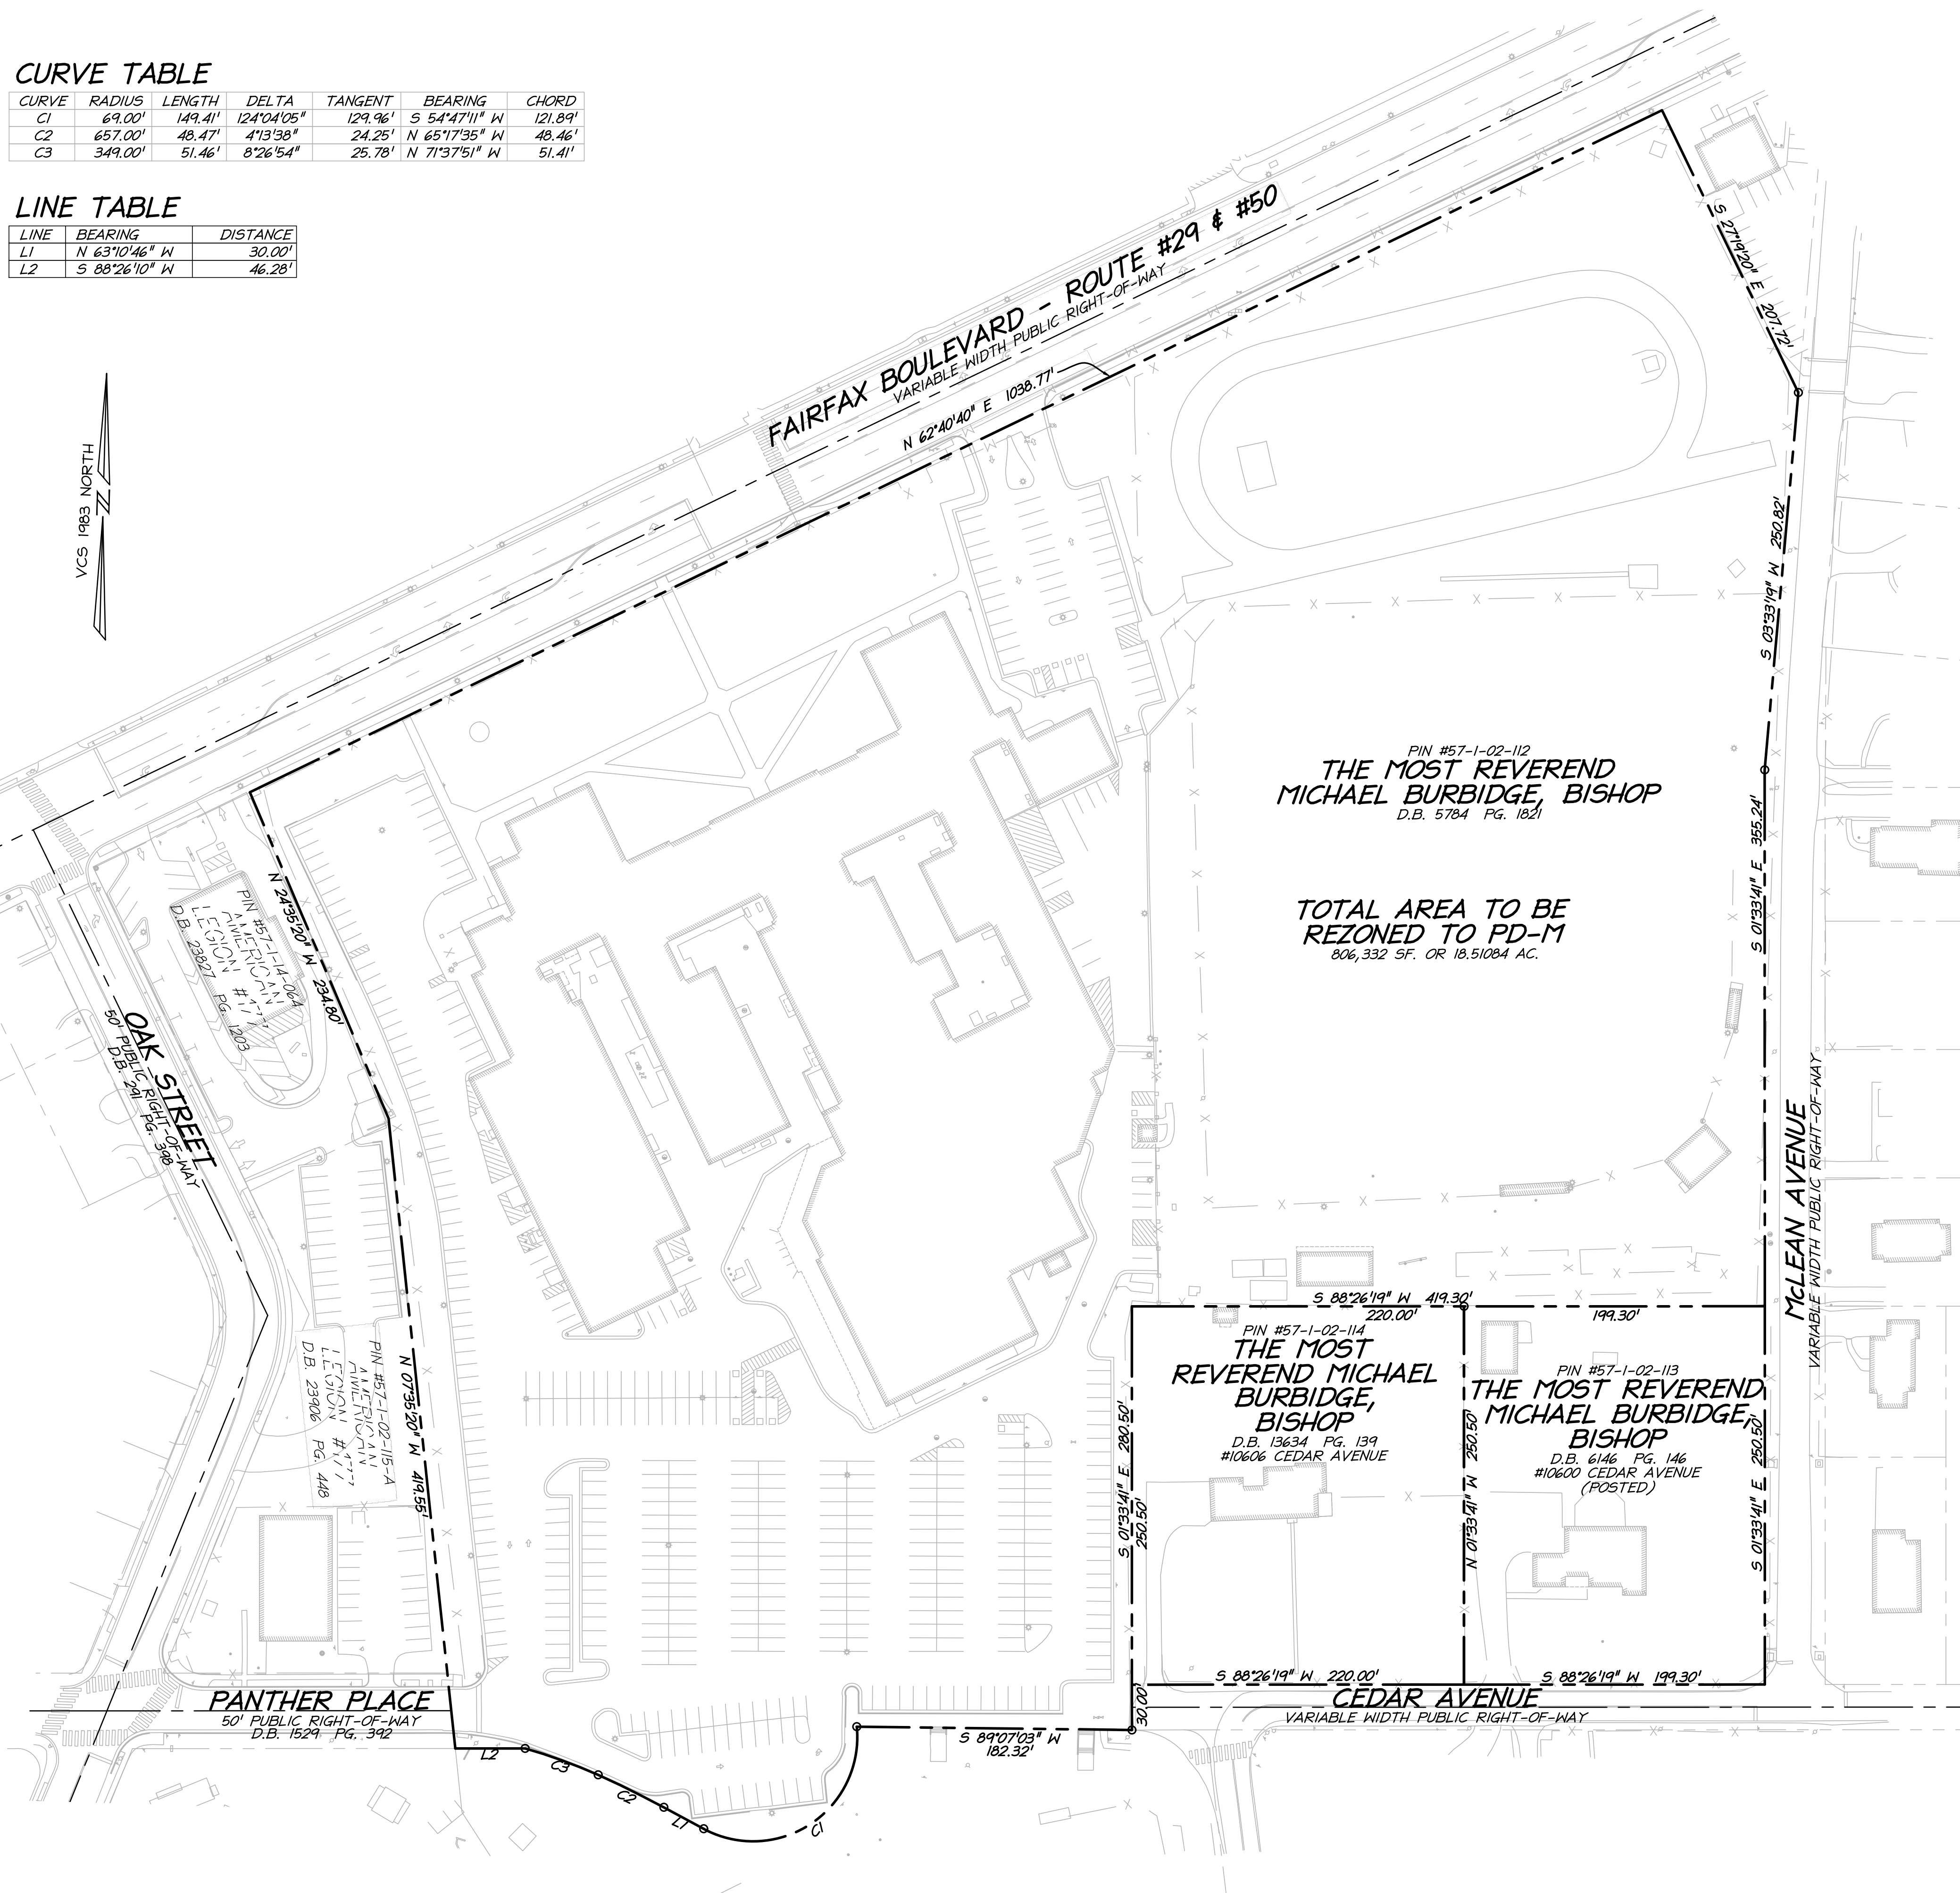 CURVE TABLE
CURVE RADIUS LENGTH DELTA TANGENT BEARING CHORD
C1 69.00' 149.41' 124°04'05" 129.96' S 54°47'11" W 121.89'
C2 657.00' 48.47' 4°13'38" 24.25' N 65°17'35" W 48.46'
C3 349.00' 51.46' 8°26'54" 25.78' N 71°37'51" W 51.41'
LINE TABLE
LINE BEARING DISTANCE
L1 N 63°10'46" W 30.00'
L2 S 88°26'10" W 46.28'
VCS 1983 NORTH
N
FAIRFAX BOULEVARD - ROUTE #29 & #50
VARIABLE WIDTH PUBLIC RIGHT-OF-WAY
N 62°40'40" E 1038.77'
S 27°19'20" E 207.72'
S 03°33'19" W 250.82'
S 01°33'41" E 355.24'
PIN #57-1-02-112
THE MOST REVEREND
MICHAEL BURBIDGE, BISHOP
D.B. 5784 PG. 1821
TOTAL AREA TO BE
REZONED TO PD-M
806,332 SF. OR 18.51084 AC.
McLEAN AVENUE
VARIABLE WIDTH PUBLIC RIGHT-OF-WAY
N 24°35'20" W 234.80'
PIN #57-1-14-064
AMERICAN
LEGION #177
D.B. 23827 PG. 1203
OAK STREET
50' PUBLIC RIGHT-OF-WAY
D.B. 291 PG. 398
N 07°35'20" W 419.55'
PIN #57-1-02-115-A
AMERICAN
LEGION #177
D.B. 23906 PG. 448
S 88°26'19" W 419.30'
220.00'
199.30'
PIN #57-1-02-114
THE MOST
REVEREND MICHAEL
BURBIDGE,
BISHOP
D.B. 13634 PG. 139
#10606 CEDAR AVENUE
PIN #57-1-02-113
THE MOST REVEREND
MICHAEL BURBIDGE,
BISHOP
D.B. 6146 PG. 146
#10600 CEDAR AVENUE
(POSTED)
S 01°33'41" E 280.50'
250.50'
N 01°33'41" W 250.50'
S 01°33'41" E 250.50'
S 88°26'19" W 220.00'
S 88°26'19" W 199.30'
30.00'
CEDAR AVENUE
VARIABLE WIDTH PUBLIC RIGHT-OF-WAY
PANTHER PLACE
50' PUBLIC RIGHT-OF-WAY
D.B. 1529 PG. 392
S 89°07'03" W
182.32'
L2
C3
C2
L1
C1